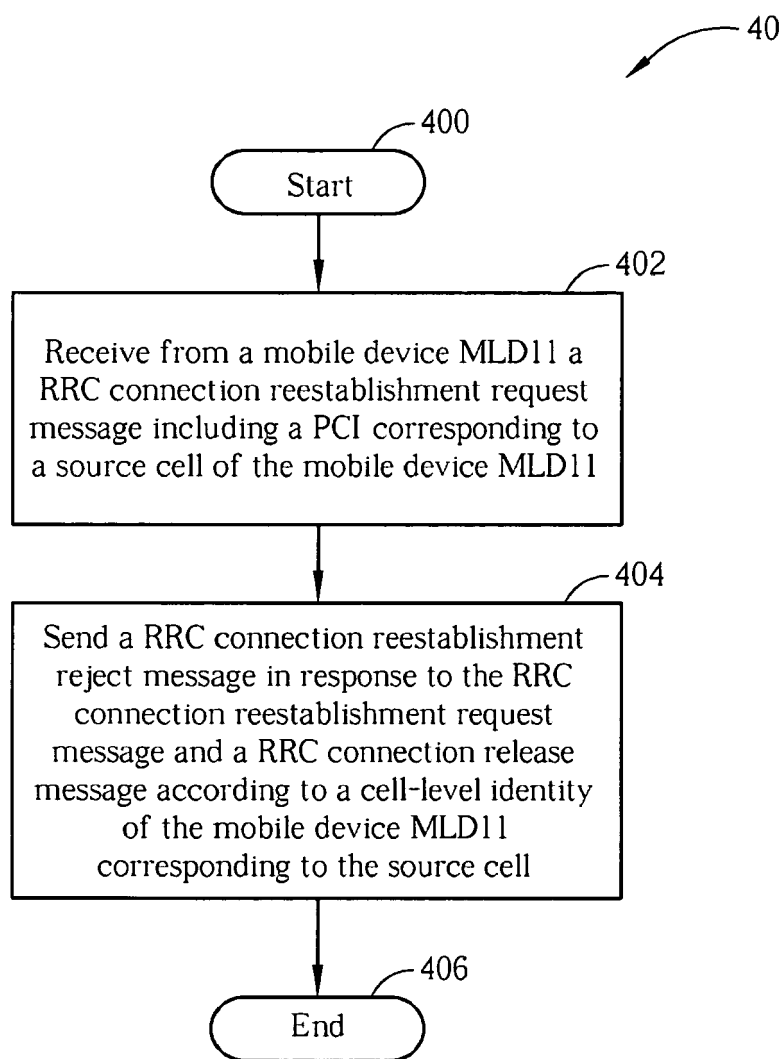 40
400
Start
402
Receive from a mobile device MLD11 a
RRC connection reestablishment request
message including a PCI corresponding to
a source cell of the mobile device MLD11
404
Send a RRC connection reestablishment
reject message in response to the RRC
connection reestablishment request
message and a RRC connection release
message according to a cell-level identity
of the mobile device MLD11
corresponding to the source cell
406
End